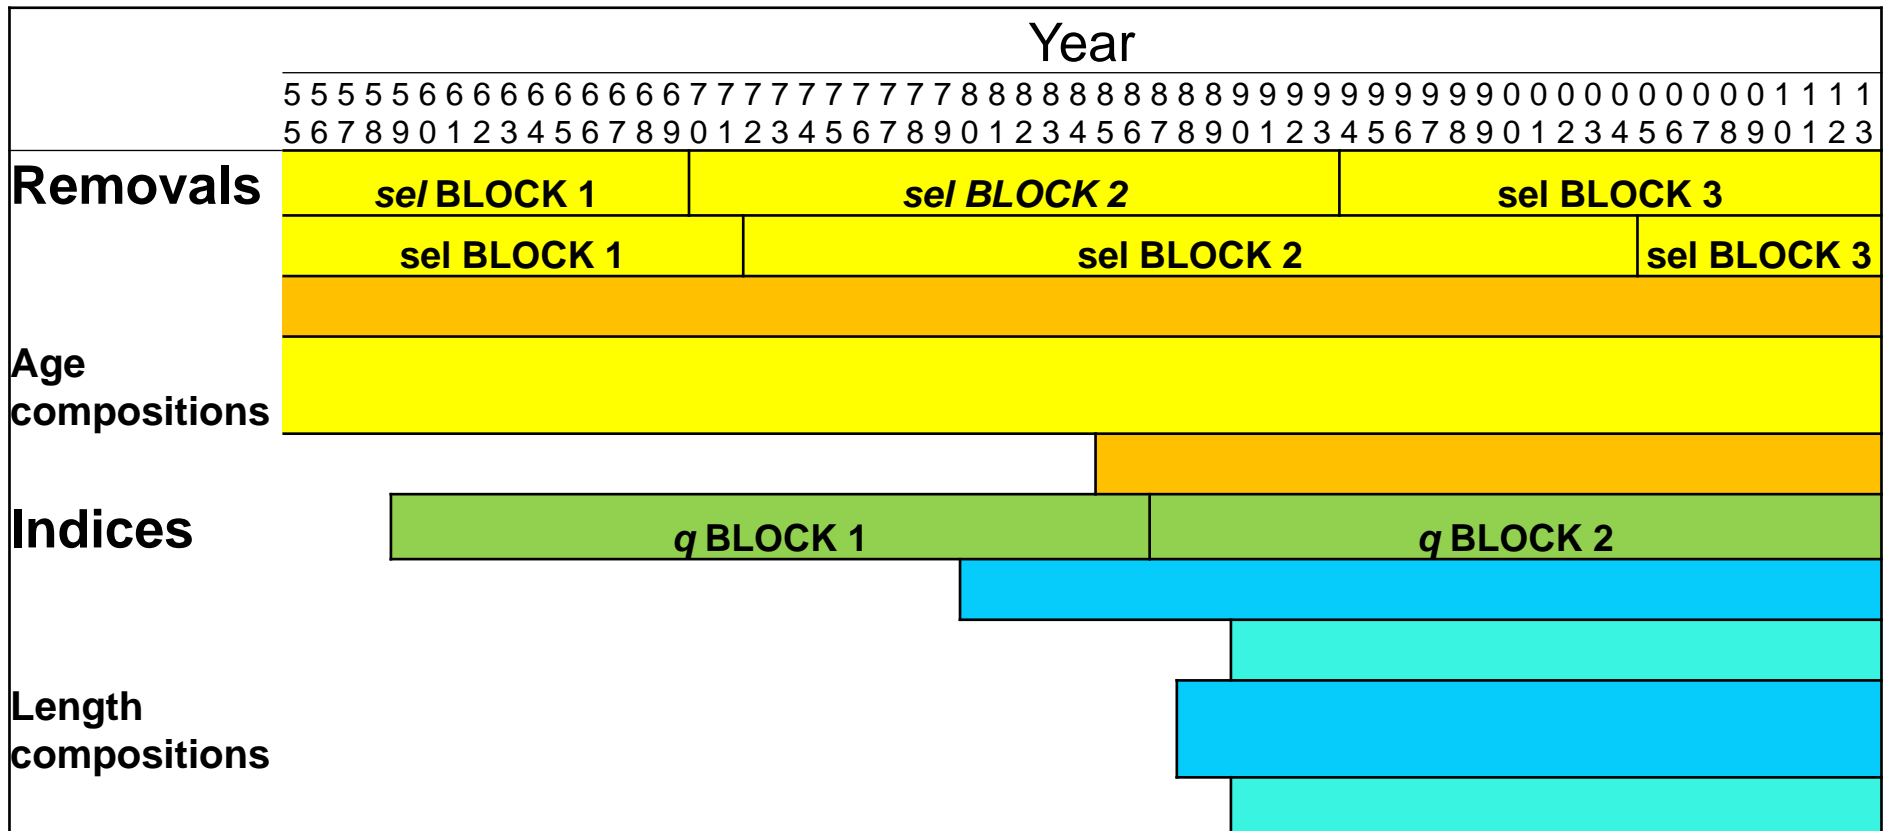 Year
5 5 5 5 5 6 6 6 6 6 6 6 6 6 6 7 7 7 7 7 7 7 7 7 7 8 8 8 8 8 8 8 8 8 8 9 9 9 9 9 9 9 9 9 9 0 0 0 0 0 0 0 0 0 0 1 1 1 1
5 6 7 8 9 0 1 2 3 4 5 6 7 8 9 0 1 2 3 4 5 6 7 8 9 0 1 2 3 4 5 6 7 8 9 0 1 2 3 4 5 6 7 8 9 0 1 2 3 4 5 6 7 8 9 0 1 2 3
Removals sel BLOCK 1 sel BLOCK 2 sel BLOCK 3
sel BLOCK 1 sel BLOCK 2 sel BLOCK 3
Age
compositions
Indices q BLOCK 1 q BLOCK 2
Length
compositions